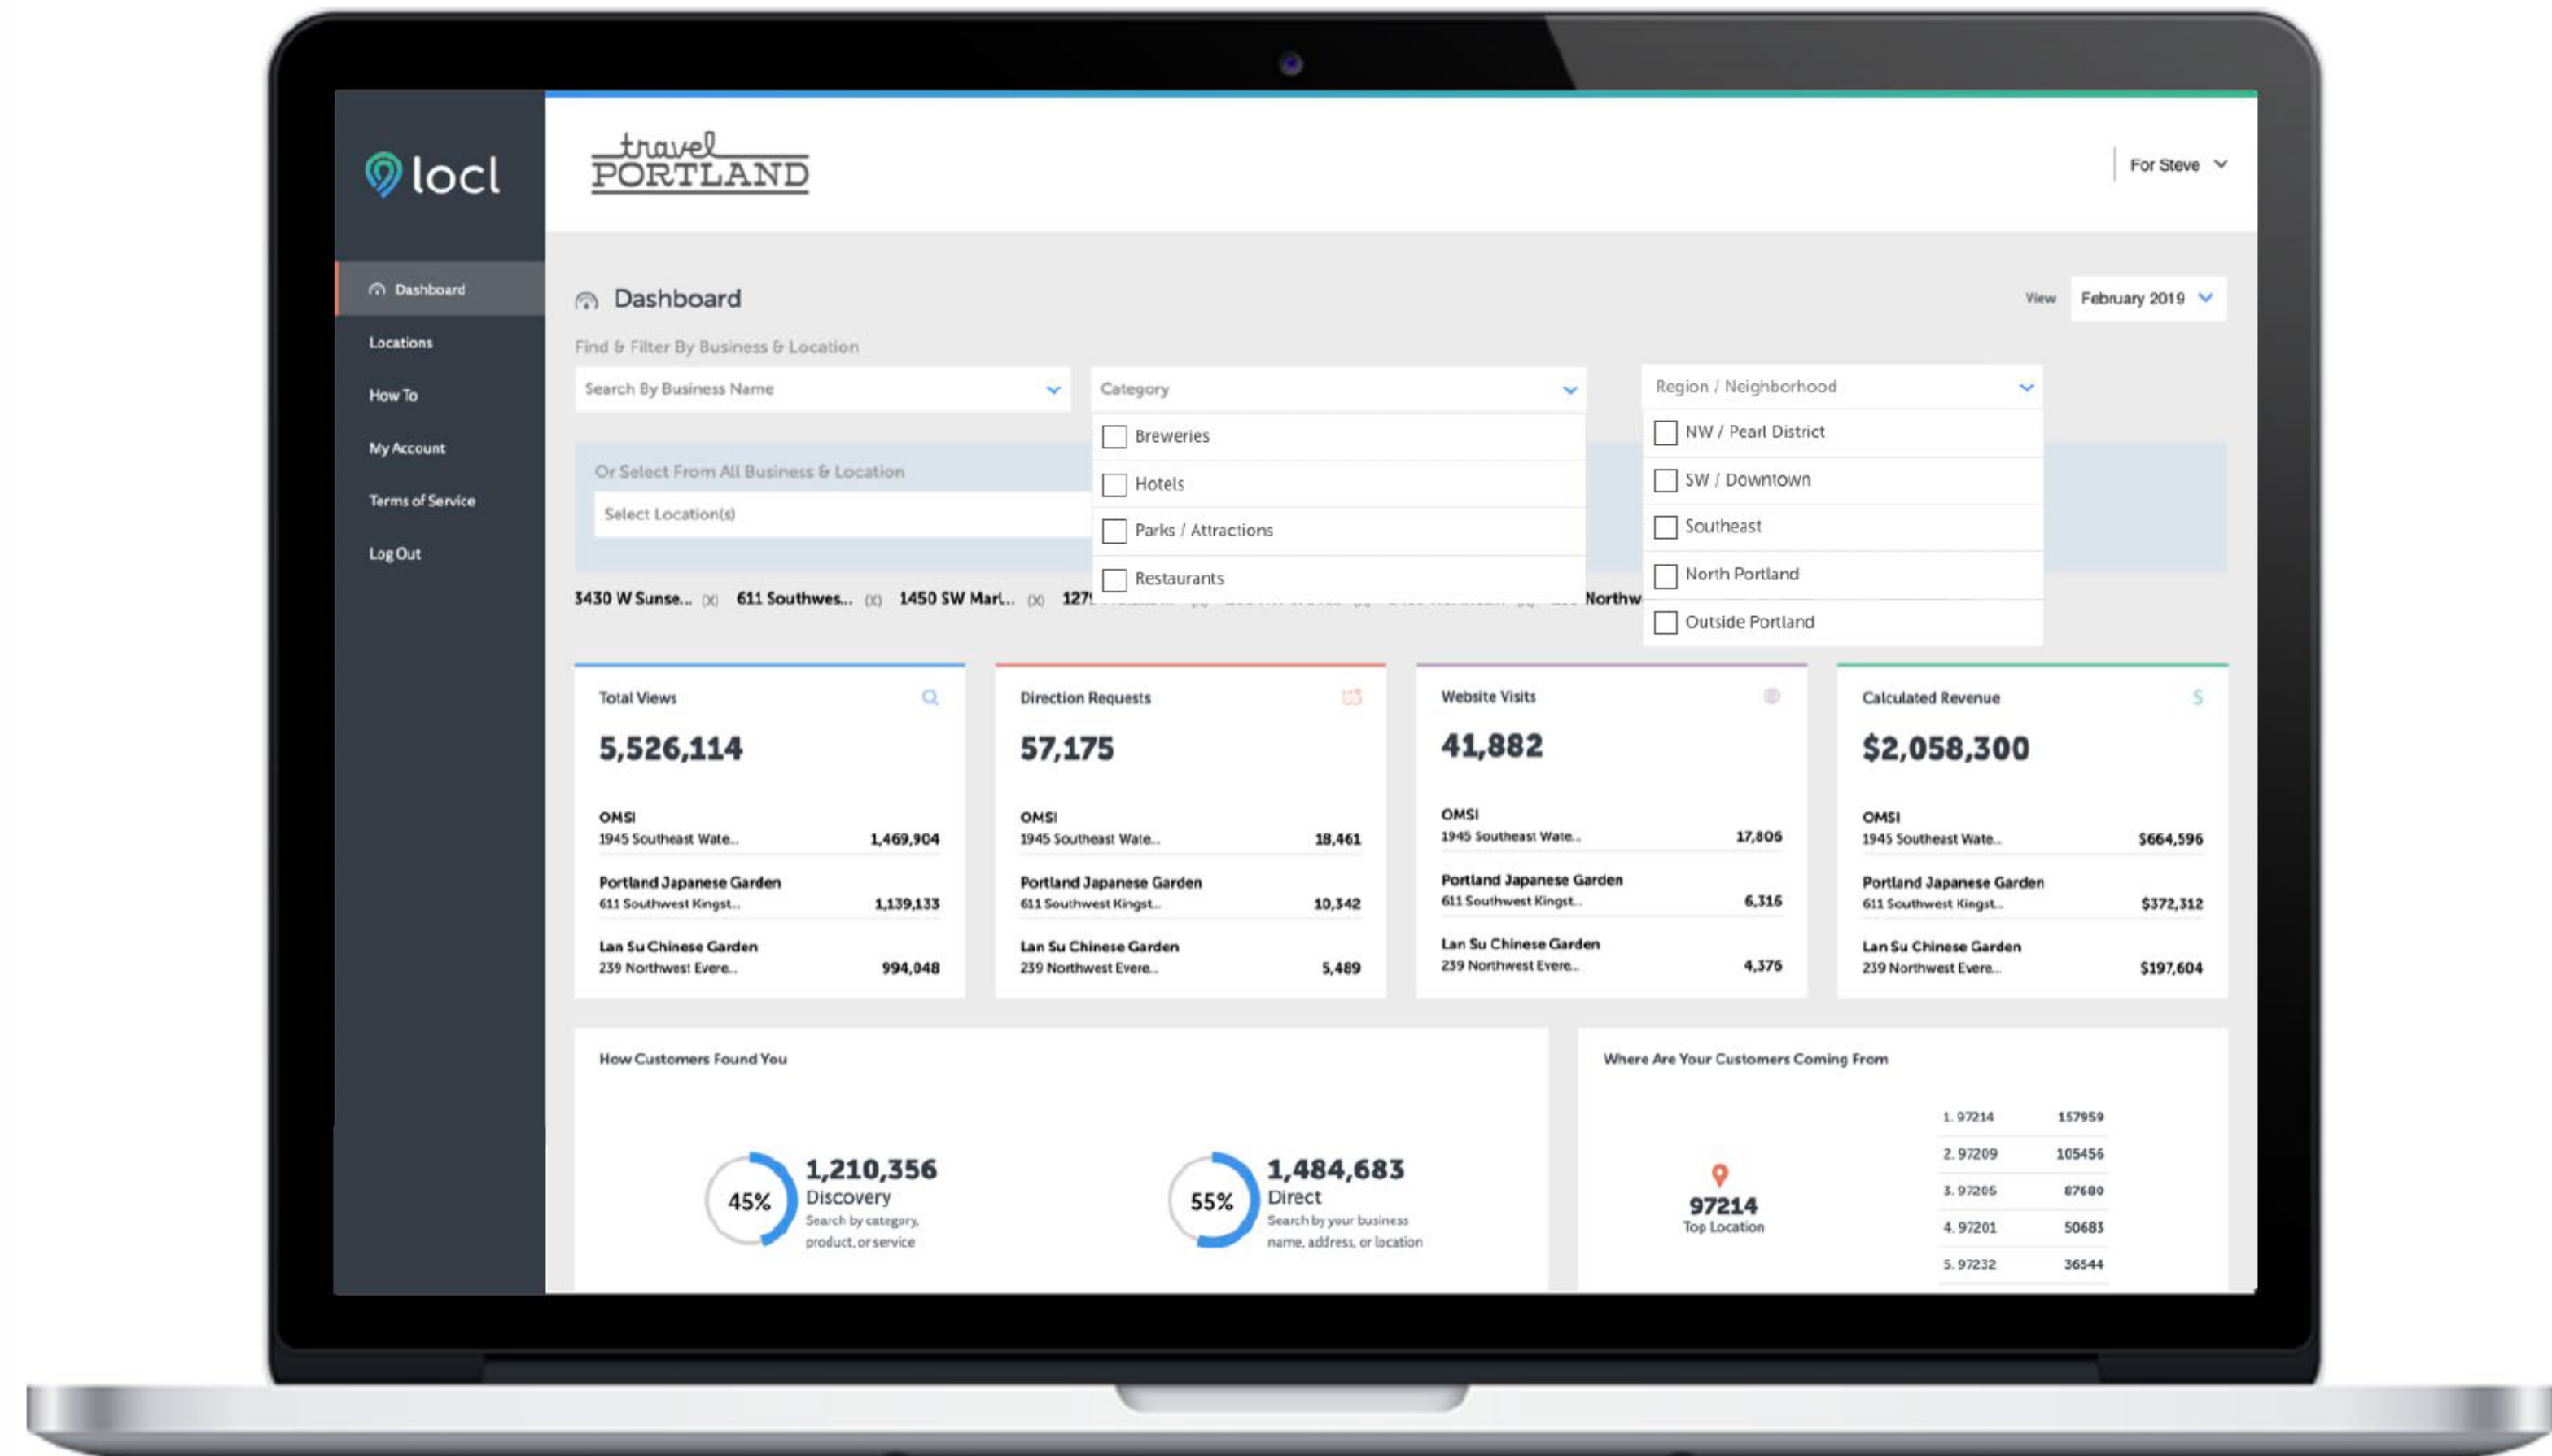 locl
travel
PORTLAND
For Steve
Dashboard
Locations
How To
My Account
Terms of Service
Log Out
Dashboard
View
February 2019
Find & Filter By Business & Location
Search By Business Name
Category
Region / Neighborhood
Breweries
Hotels
Parks / Attractions
Restaurants
NW / Pearl District
SW / Downtown
Southeast
North Portland
Outside Portland
Or Select From All Business & Location
Select Location(s)
3430 W Sunse... (X) 611 Southwes... (X) 1450 SW Marl... (X)
Total Views
5,526,114
OMSI
1945 Southeast Wate... 1,469,904
Portland Japanese Garden
611 Southwest Kingst... 1,139,133
Lan Su Chinese Garden
239 Northwest Evere... 994,048
Direction Requests
57,175
OMSI
1945 Southeast Wate... 18,461
Portland Japanese Garden
611 Southwest Kingst... 10,342
Lan Su Chinese Garden
239 Northwest Evere... 5,489
Website Visits
41,882
OMSI
1945 Southeast Wate... 17,806
Portland Japanese Garden
611 Southwest Kingst... 6,316
Lan Su Chinese Garden
239 Northwest Evere... 4,376
Calculated Revenue
$
$2,058,300
OMSI
1945 Southeast Wate... $664,596
Portland Japanese Garden
611 Southwest Kingst... $372,312
Lan Su Chinese Garden
239 Northwest Evere... $197,604
How Customers Found You
45%
1,210,356
Discovery
Search by category,
product, or service
55%
1,484,683
Direct
Search by your business
name, address, or location
Where Are Your Customers Coming From
97214
Top Location
1. 97214 157959
2. 97209 105456
3. 97205 87680
4. 97201 50683
5. 97232 36544